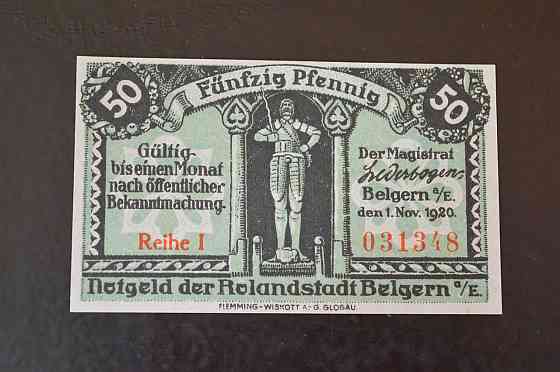 Fünfzig Pfennig
50
50
Gültig-
bis einen Monat
nach öffentlicher
Bekanntmachung.
Reihe I
Der Magistrat
Lederbogen
Belgern a/E.
den 1. Nov. 1920.
031348
Notgeld der Rolandstadt Belgern a/E.
FLEMMING-WISKOTT A.-G. GLOGAU